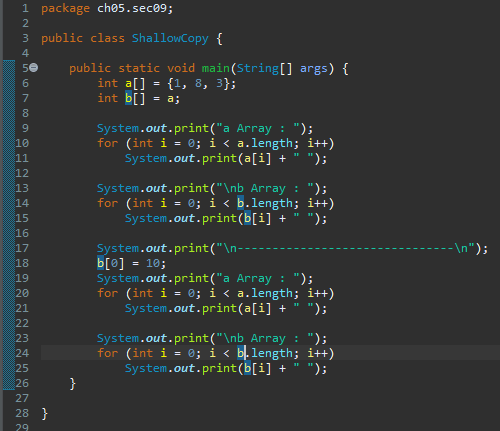 1 package ch05.sec09;
2
3 public class ShallowCopy {
4
5     public static void main(String[] args) {
6         int a[] = {1, 8, 3};
7         int b[] = a;
8
9         System.out.print("a Array : ");
10         for (int i = 0; i < a.length; i++)
11             System.out.print(a[i] + " ");
12
13         System.out.print("\nb Array : ");
14         for (int i = 0; i < b.length; i++)
15             System.out.print(b[i] + " ");
16
17         System.out.print("\n-------------------------------\n");
18         b[0] = 10;
19         System.out.print("a Array : ");
20         for (int i = 0; i < a.length; i++)
21             System.out.print(a[i] + " ");
22
23         System.out.print("\nb Array : ");
24         for (int i = 0; i < b.length; i++)
25             System.out.print(b[i] + " ");
26     }
27
28 }
29